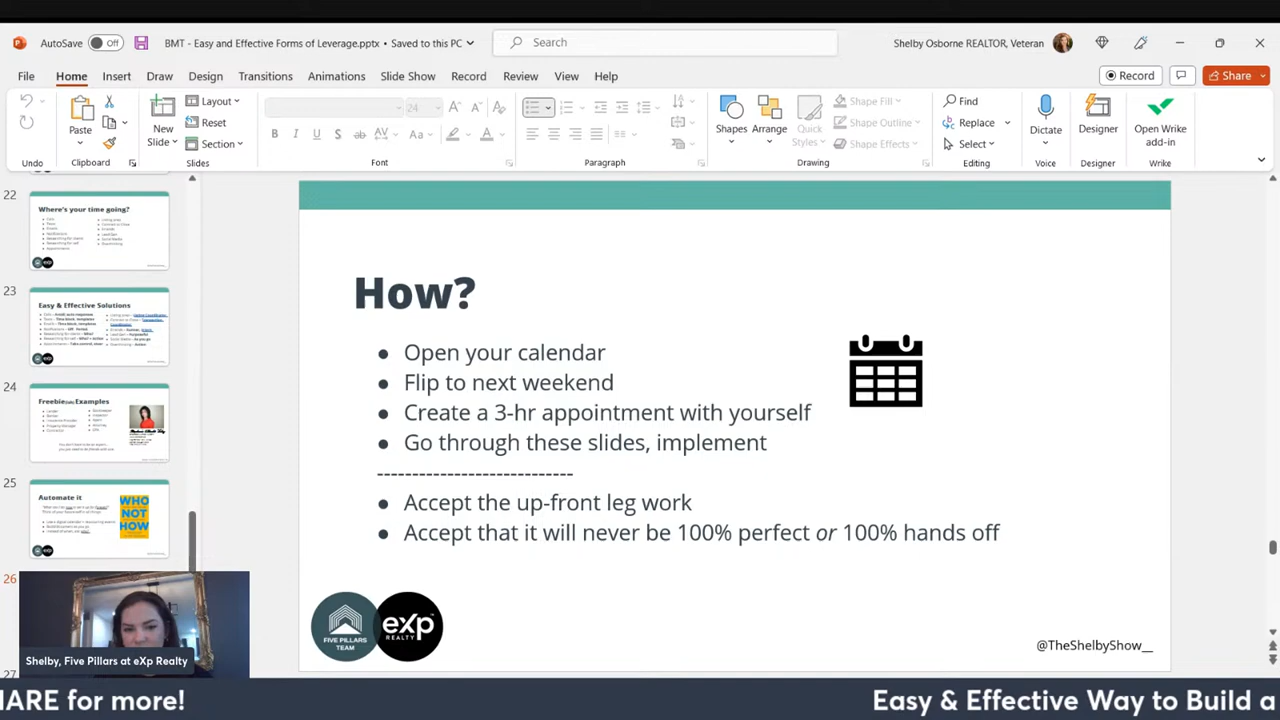 AutoSave Off BMT - Easy and Effective Forms of Leverage.pptx • Saved to this PC Search Shelby Osborne REALTOR, Veteran
File Home Insert Draw Design Transitions Animations Slide Show Record Review View Help Record Share
Paste New Slide Layout Reset Section 24 Shapes Arrange Quick Styles Shape Fill Shape Outline Shape Effects Find Replace Select Dictate Designer Open Wrike add-in
Undo Clipboard Slides Font Paragraph Drawing Editing Voice Designer Wrike
22
Where's your time going?
23
Easy & Effective Solutions
24
Freebie Examples
25
Automate it
WHO
NOT
HOW
26
27
How?
● Open your calendar
● Flip to next weekend
● Create a 3-hr appointment with yourself
● Go through these slides, implement
----------------------------
● Accept the up-front leg work
● Accept that it will never be 100% perfect or 100% hands off
FIVE PILLARS
TEAM
exp
REALTY
@TheShelbyShow__
Shelby, Five Pillars at eXp Realty
HARE for more! Easy & Effective Way to Build a